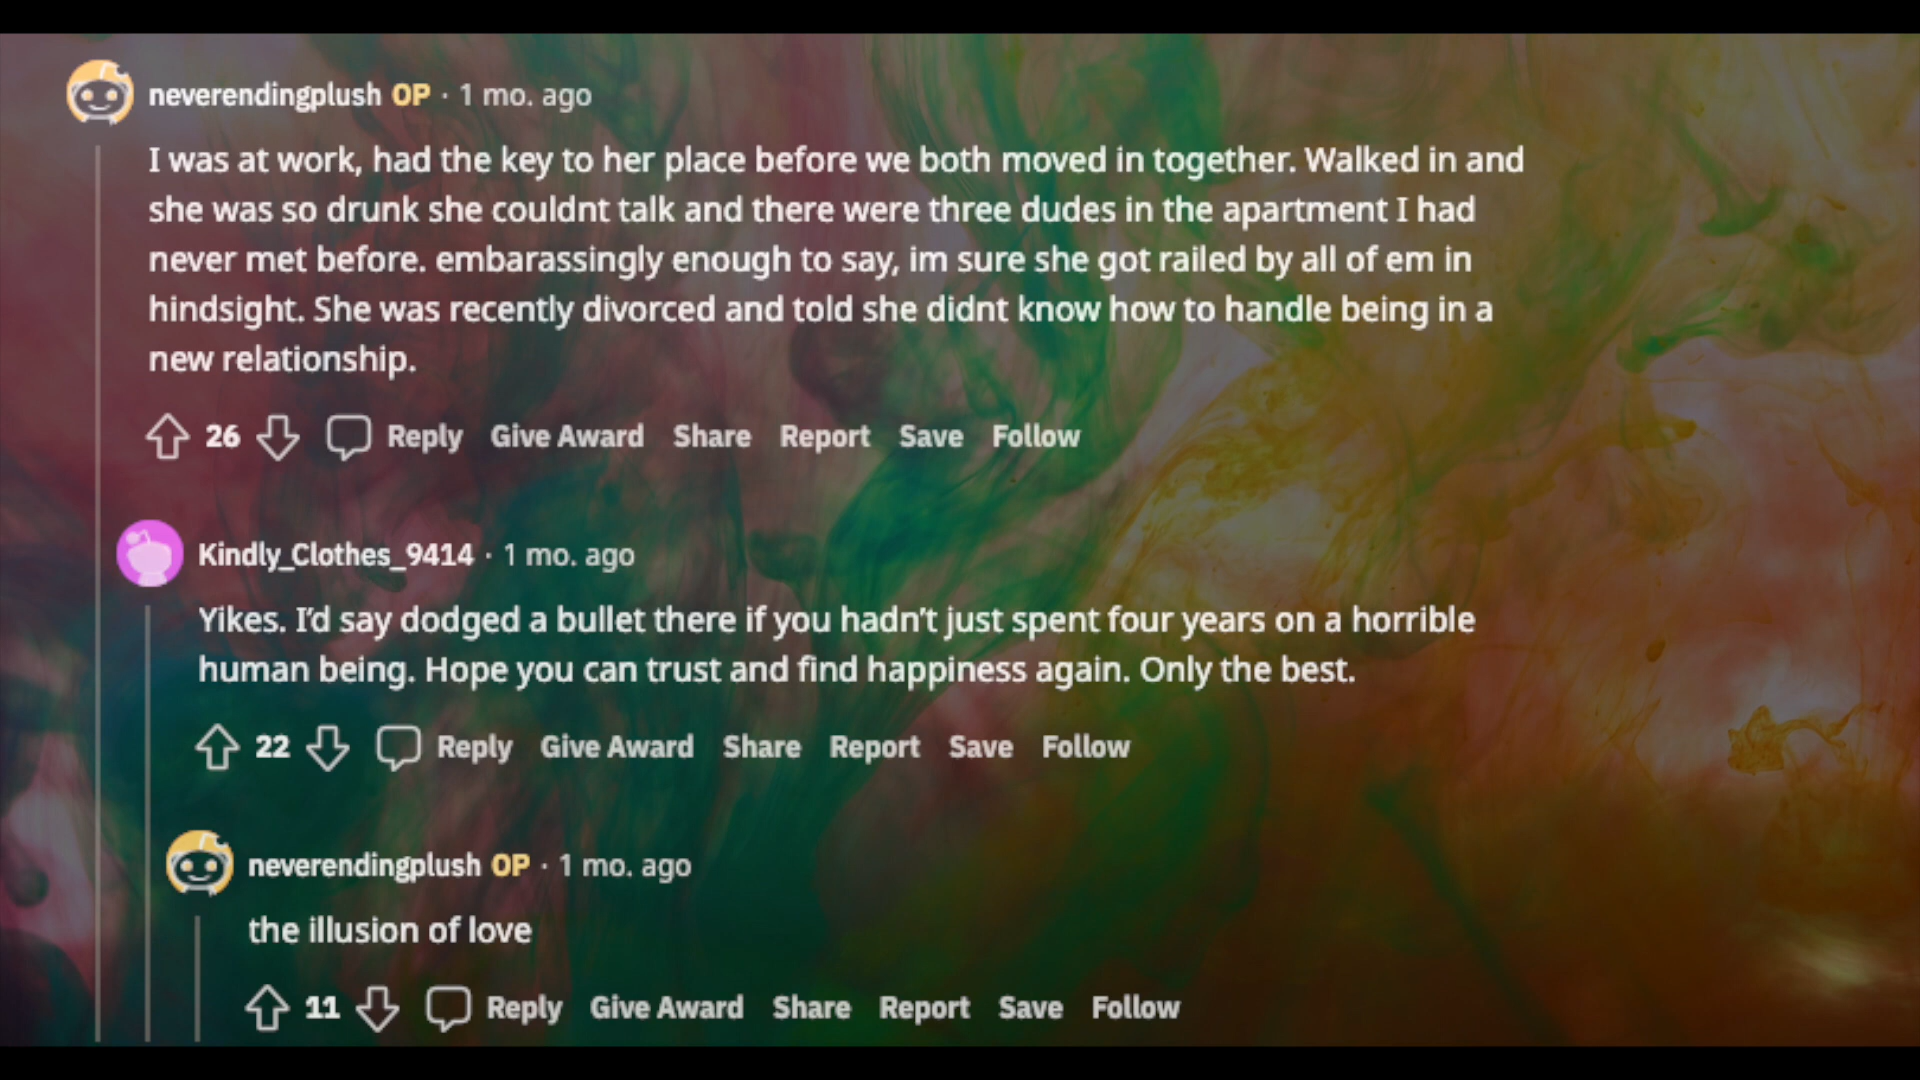 neverendingplush OP · 1 mo. ago
I was at work, had the key to her place before we both moved in together. Walked in and
she was so drunk she couldnt talk and there were three dudes in the apartment I had
never met before. embarassingly enough to say, im sure she got railed by all of em in
hindsight. She was recently divorced and told she didnt know how to handle being in a
new relationship.
26 Reply Give Award Share Report Save Follow
Kindly_Clothes_9414 · 1 mo. ago
Yikes. I’d say dodged a bullet there if you hadn’t just spent four years on a horrible
human being. Hope you can trust and find happiness again. Only the best.
22 Reply Give Award Share Report Save Follow
neverendingplush OP · 1 mo. ago
the illusion of love
11 Reply Give Award Share Report Save Follow